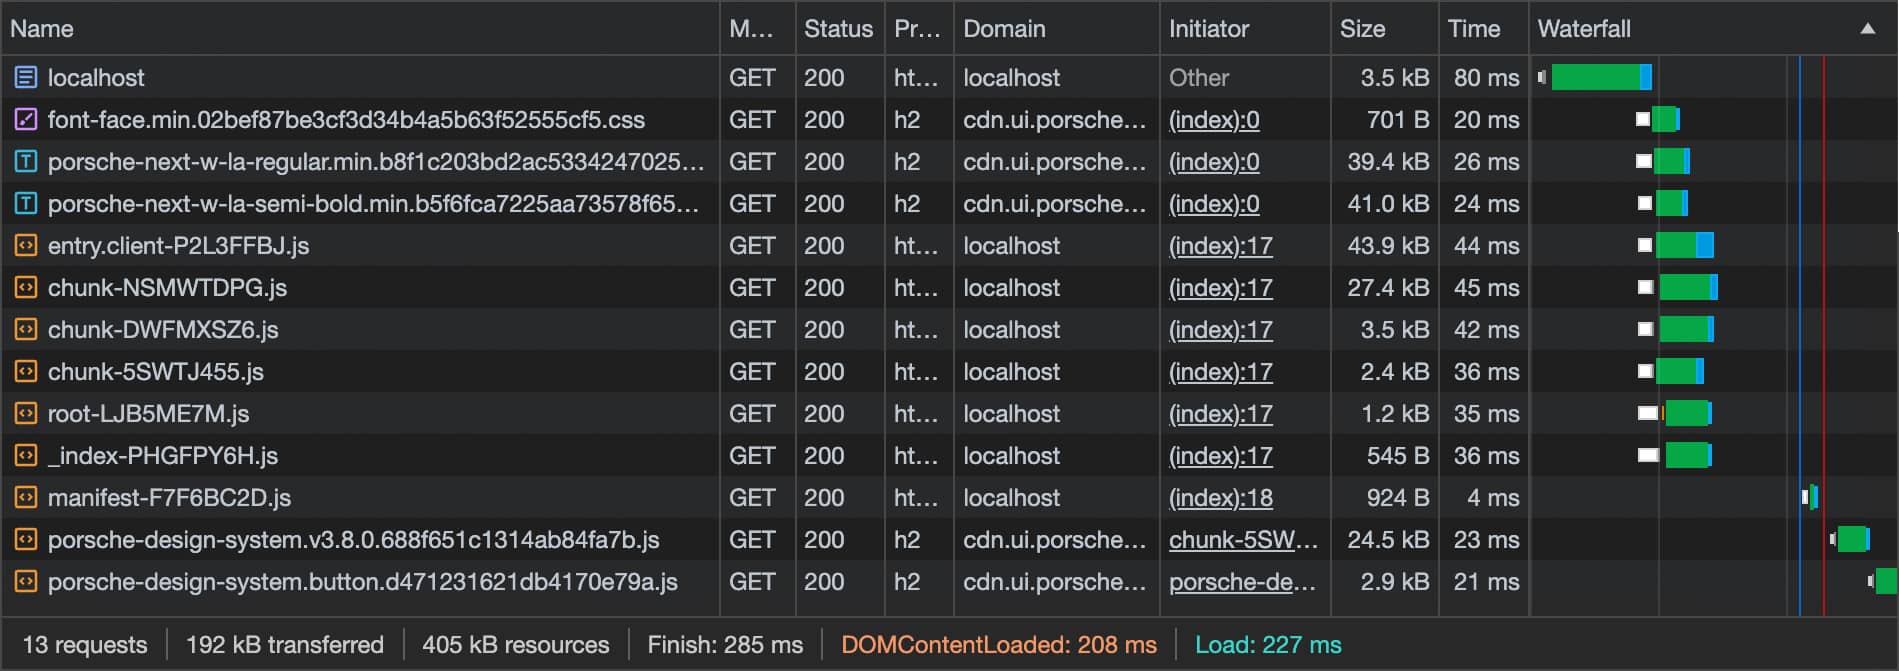 Name M... Status Pr... Domain Initiator Size Time Waterfall
localhost GET 200 ht... localhost Other 3.5 kB 80 ms
font-face.min.02bef87be3cf3d34b4a5b63f52555cf5.css GET 200 h2 cdn.ui.porsche... (index):0 701 B 20 ms
porsche-next-w-la-regular.min.b8f1c203bd2ac5334247025... GET 200 h2 cdn.ui.porsche... (index):0 39.4 kB 26 ms
porsche-next-w-la-semi-bold.min.b5f6fca7225aa73578f65... GET 200 h2 cdn.ui.porsche... (index):0 41.0 kB 24 ms
entry.client-P2L3FFBJ.js GET 200 ht... localhost (index):17 43.9 kB 44 ms
chunk-NSMWTDPG.js GET 200 ht... localhost (index):17 27.4 kB 45 ms
chunk-DWFMXSZ6.js GET 200 ht... localhost (index):17 3.5 kB 42 ms
chunk-5SWTJ455.js GET 200 ht... localhost (index):17 2.4 kB 36 ms
root-LJB5ME7M.js GET 200 ht... localhost (index):17 1.2 kB 35 ms
_index-PHGFPY6H.js GET 200 ht... localhost (index):17 545 B 36 ms
manifest-F7F6BC2D.js GET 200 ht... localhost (index):18 924 B 4 ms
porsche-design-system.v3.8.0.688f651c1314ab84fa7b.js GET 200 h2 cdn.ui.porsche... chunk-5SW... 24.5 kB 23 ms
porsche-design-system.button.d471231621db4170e79a.js GET 200 h2 cdn.ui.porsche... porsche-de... 2.9 kB 21 ms
13 requests 192 kB transferred 405 kB resources Finish: 285 ms DOMContentLoaded: 208 ms Load: 227 ms